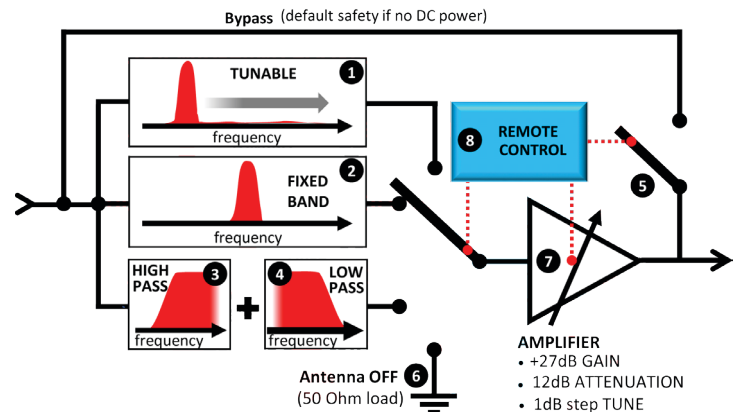 Bypass (default safety if no DC power)
TUNABLE 1
frequency
2
FIXED
BAND
frequency
HIGH
PASS
3
frequency
4
LOW
PASS
frequency
8
REMOTE
CONTROL
5
7
Antenna OFF 6
(50 Ohm load)
AMPLIFIER
• +27dB GAIN
• 12dB ATTENUATION
• 1dB step TUNE